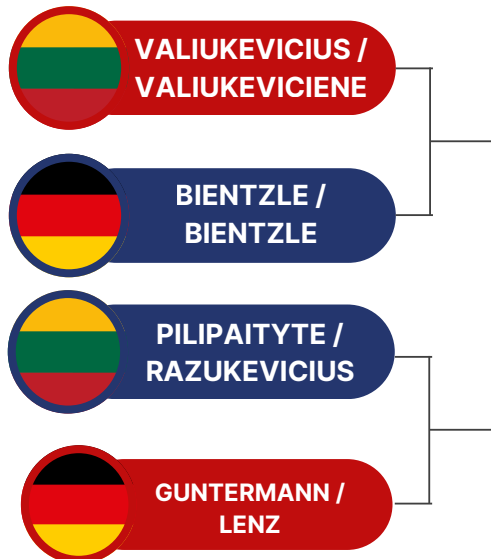 VALIUKEVICIUS /
VALIUKEVICIENE
BIENTZLE /
BIENTZLE
PILIPAITYTE /
RAZUKEVICIUS
GUNTERMANN /
LENZ